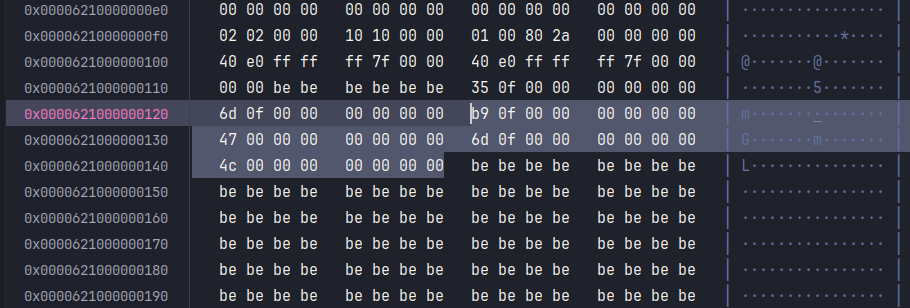 0x00006210000000e0 00 00 00 00 00 00 00 00 00 00 00 00 00 00 00 00 │················│
0x00006210000000f0 02 02 00 00 10 10 00 00 01 00 80 2a 00 00 00 00 │···········*····│
0x0000621000000100 40 e0 ff ff ff 7f 00 00 40 e0 ff ff ff 7f 00 00 │@·······@·······│
0x0000621000000110 00 00 be be be be be be 35 0f 00 00 00 00 00 00 │········5·······│
0x0000621000000120 6d 0f 00 00 00 00 00 00 b9 0f 00 00 00 00 00 00 │m·······_·······│
0x0000621000000130 47 00 00 00 00 00 00 00 6d 0f 00 00 00 00 00 00 │G·······m·······│
0x0000621000000140 4c 00 00 00 00 00 00 00 be be be be be be be be │L···············│
0x0000621000000150 be be be be be be be be be be be be be be be be │················│
0x0000621000000160 be be be be be be be be be be be be be be be be │················│
0x0000621000000170 be be be be be be be be be be be be be be be be │················│
0x0000621000000180 be be be be be be be be be be be be be be be be │················│
0x0000621000000190 be be be be be be be be be be be be be be be be │················│